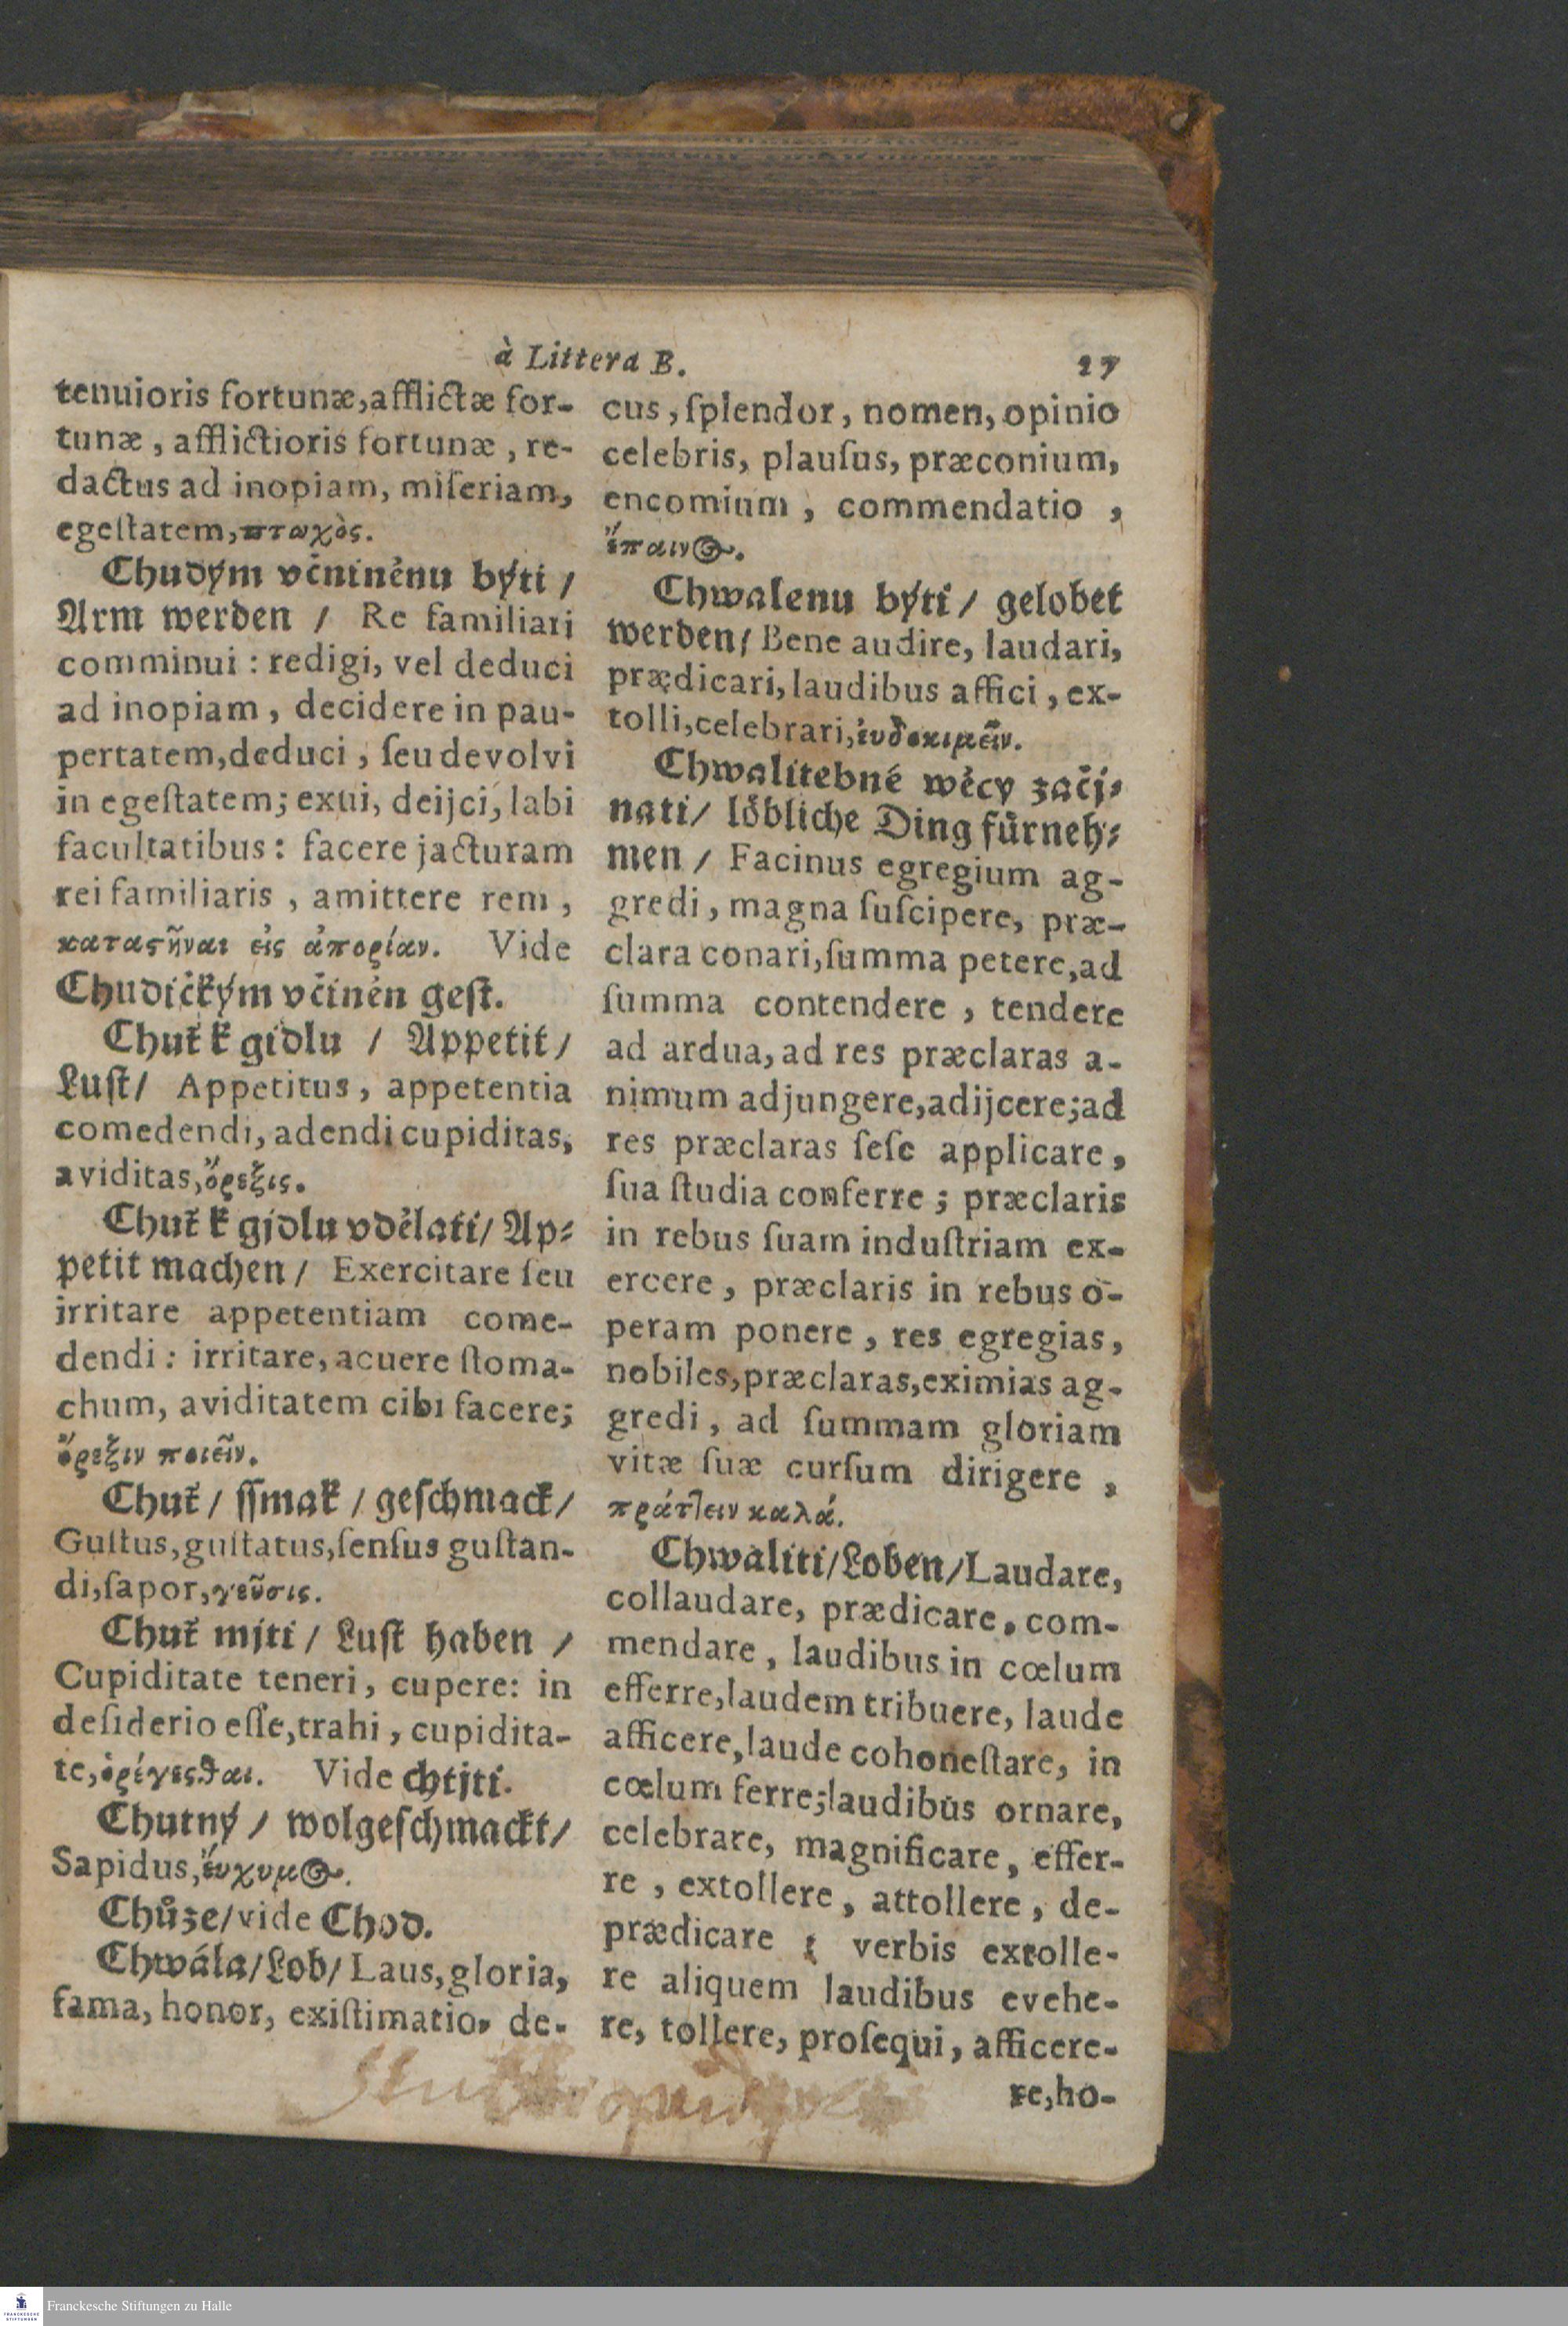 à Littera B.
27
tenuioris fortunæ,afflictæ for-
tunæ, afflictioris fortunæ, re-
dactus ad inopiam, miſeriam,
egeſtatem,πτωχὸς.
Chudým včininěnu býti /
Arm werden / Re familiari
comminui : redigi, vel deduci
ad inopiam, decidere in pau-
pertatem,deduci, ſeu devolvi
in egeſtatem; exui, deijci, labi
facultatibus: facere jacturam
rei familiaris, amittere rem,
καταϛῆναι εἰς ἀπορίαν. Vide
Chudičkým včiněn geſt.
Chuť k gidlu / Appetit /
Luſt/ Appetitus, appetentia
comedendi, adendi cupiditas,
aviditas,ὄρεξις.
Chuť k gjdlu vdělati/ Ap-
petit machen / Exercitare ſeu
irritare appetentiam come-
dendi: irritare, acuere ſtoma-
chum, aviditatem cibi facere;
ὄρεξιν ποιεῖν.
Chuť / ſſmak / geſchmack /
Guſtus,guſtatus,ſenſus guſtan-
di,ſapor,γεῦσις.
Chuť mjti / Luſt haben /
Cupiditate teneri, cupere: in
deſiderio eſſe,trahi, cupidita-
te,ὀρίγεϛθαι. Vide chtjti.
Chutný / wolgeſchmackt /
Sapidus,ἔυχυμος.
Chůze/vide Chod.
Chwála/Lob/ Laus,gloria,
fama, honor, exiſtimatio, de-
cus, ſplendor, nomen, opinio
celebris, plauſus, præconium,
encomium, commendatio,
ἔπαινος.
Chwalenu býti / gelobet
werden/ Bene audire, laudari,
prædicari, laudibus affici, ex-
tolli,celebrari,ἐυδοκιμεῖν.
Chwalitebné wěcy začj-
nati/ löbliche Ding fürneh-
men / Facinus egregium ag-
gredi, magna ſuſcipere, præ-
clara conari,ſumma petere,ad
ſumma contendere, tendere
ad ardua, ad res præclaras a-
nimum adjungere,adijcere;ad
res præclaras ſeſe applicare,
ſua ſtudia conferre; præclaris
in rebus ſuam induſtriam ex-
ercere, præclaris in rebus o-
peram ponere, res egregias,
nobiles,præclaras,eximias ag-
gredi, ad ſummam gloriam
vitæ ſuæ curſum dirigere,
πράτλειν καλά.
Chwaliti/Loben/Laudare,
collaudare, prædicare, com-
mendare, laudibus in cœlum
efferre,laudem tribuere, laude
afficere,laude cohoneſtare, in
cœlum ferre;laudibus ornare,
celebrare, magnificare, effer-
re, extollere, attollere, de-
prædicare ; verbis extolle-
re aliquem laudibus evehe-
re, tollere, proſequi, afficere-
re,ho-
FRANCKESCHE STIFTUNGEN
Franckesche Stiftungen zu Halle